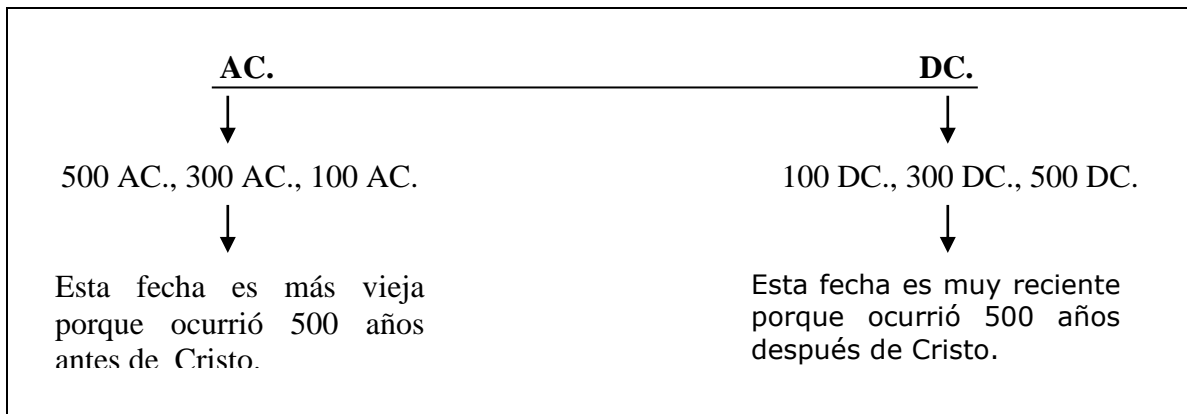 AC. DC.
500 AC., 300 AC., 100 AC. 100 DC., 300 DC., 500 DC.
Esta fecha es más vieja
porque ocurrió 500 años
antes de Cristo.
Esta fecha es muy reciente
porque ocurrió 500 años
después de Cristo.